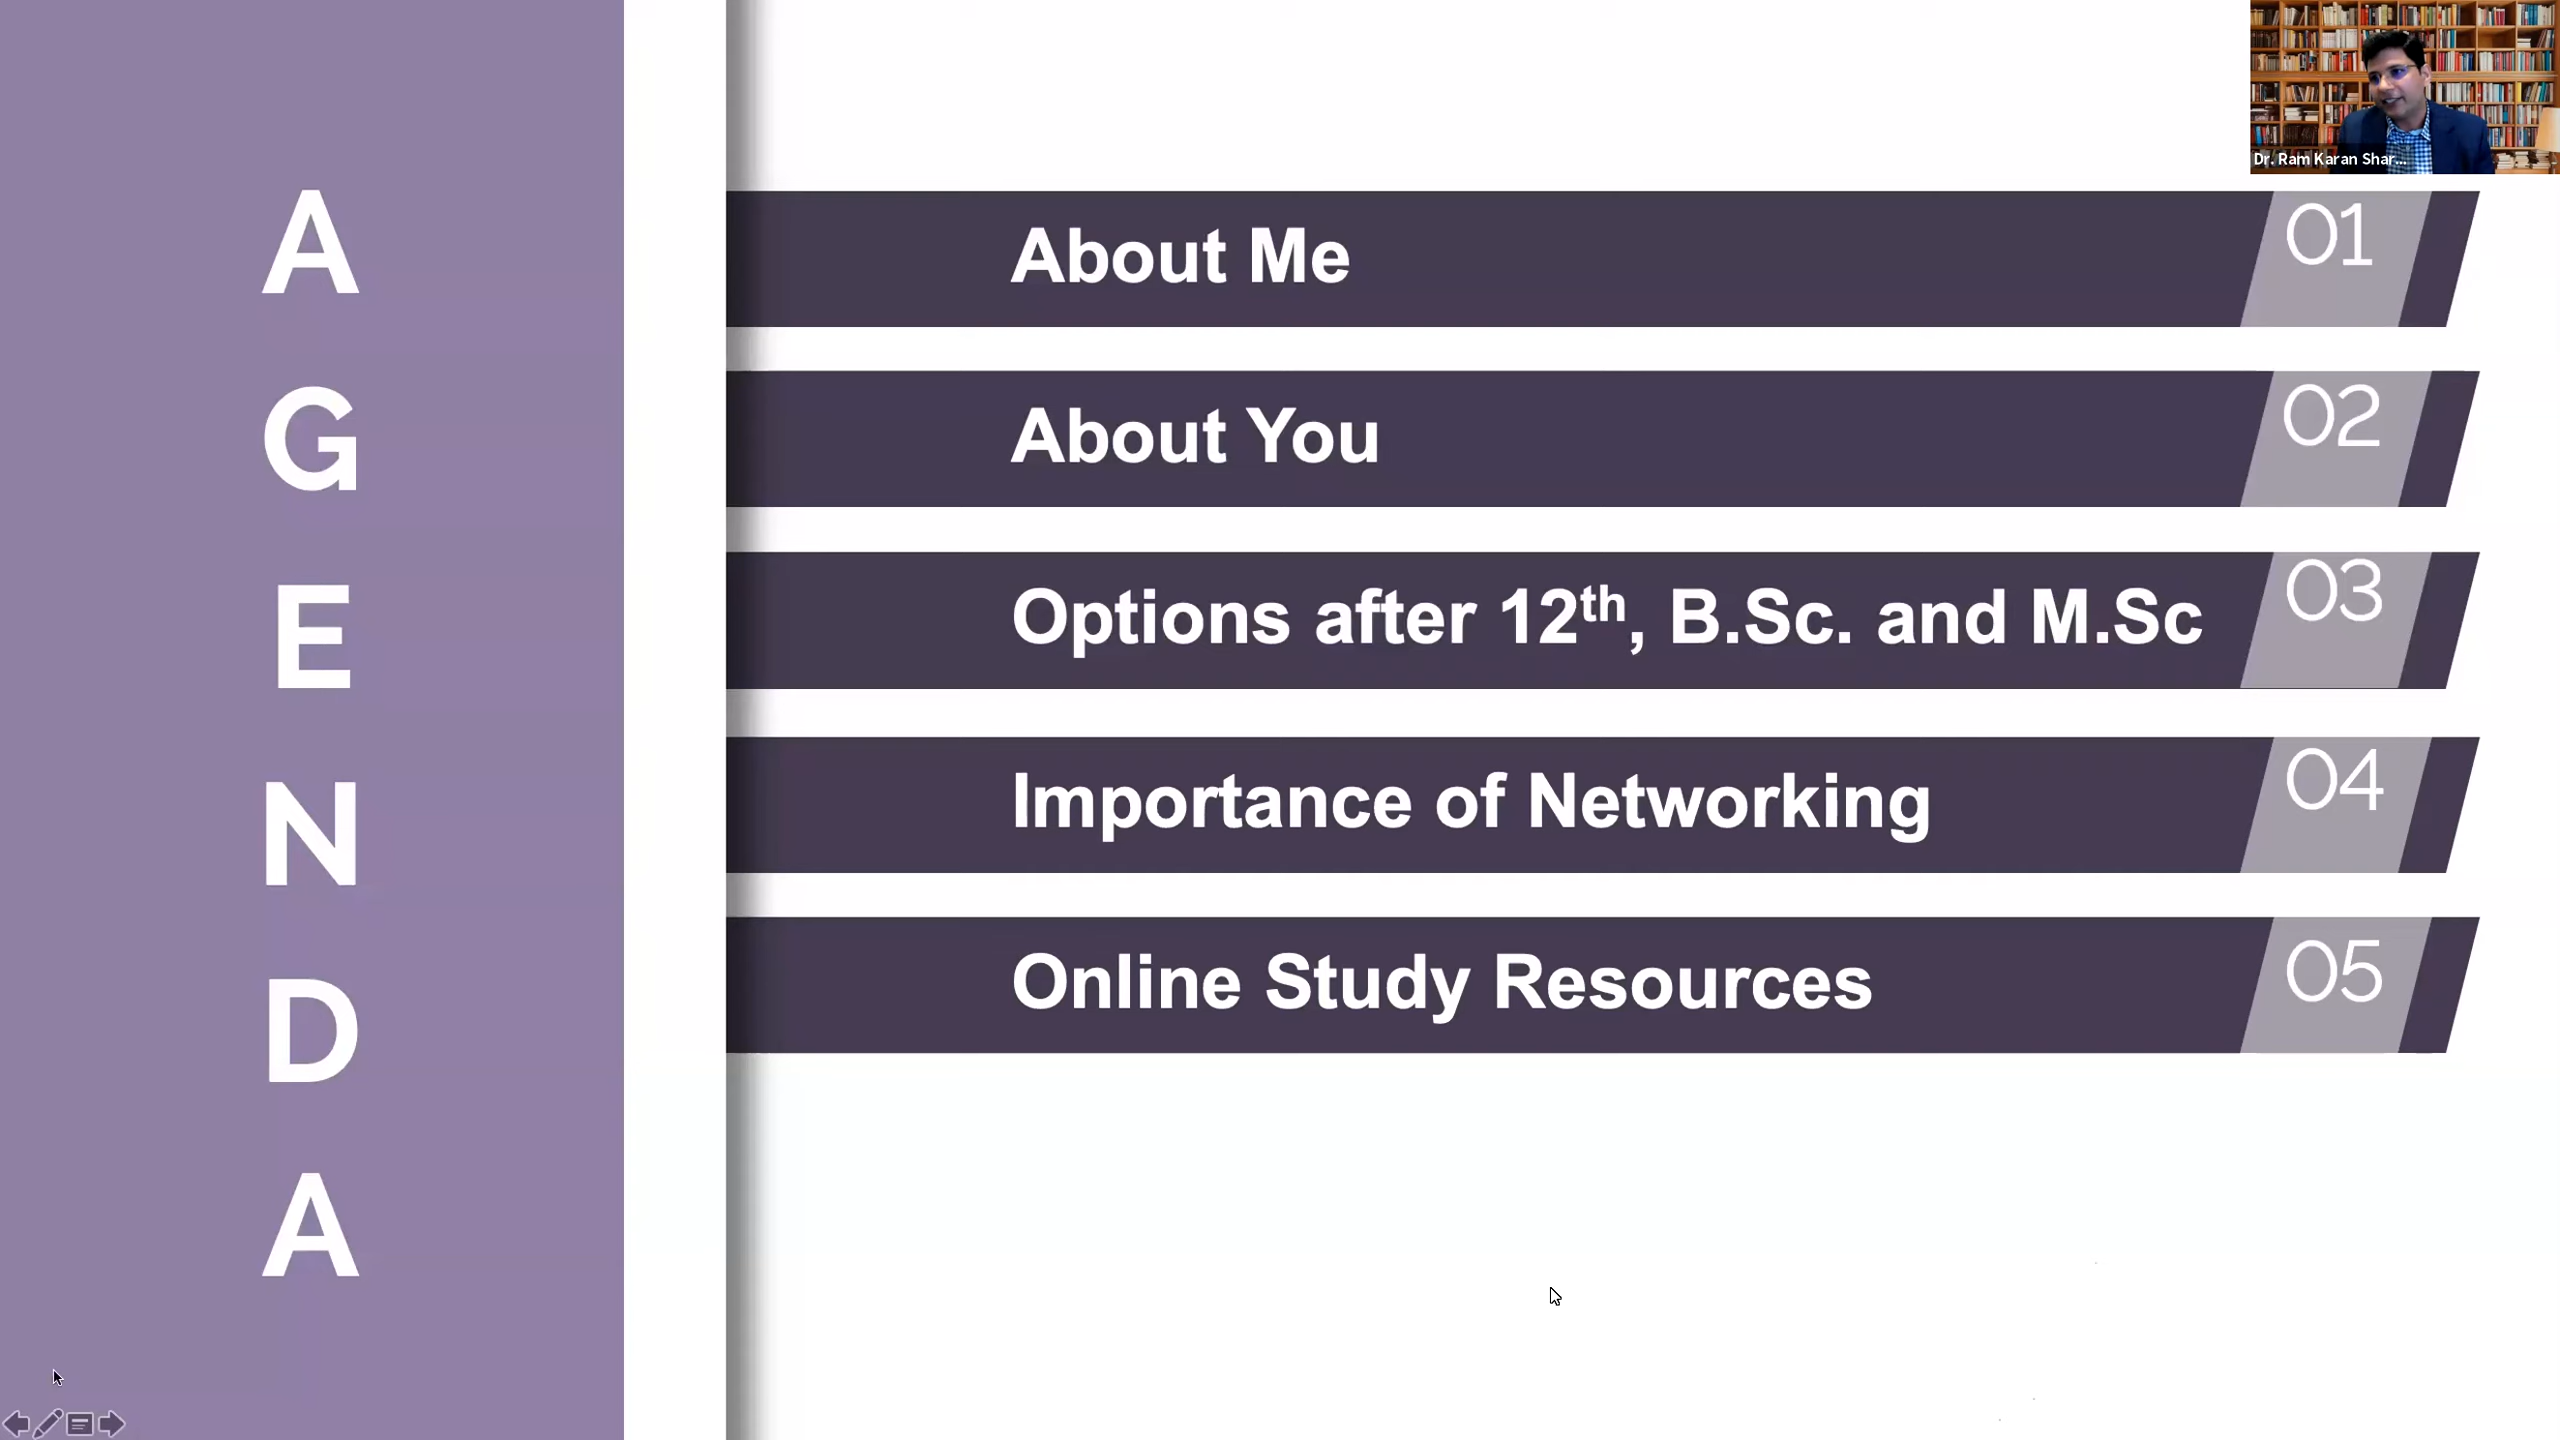 Dr. Ram Karan Shar...
AGENDA
About Me 01
About You 02
Options after 12th, B.Sc. and M.Sc 03
Importance of Networking 04
Online Study Resources 05